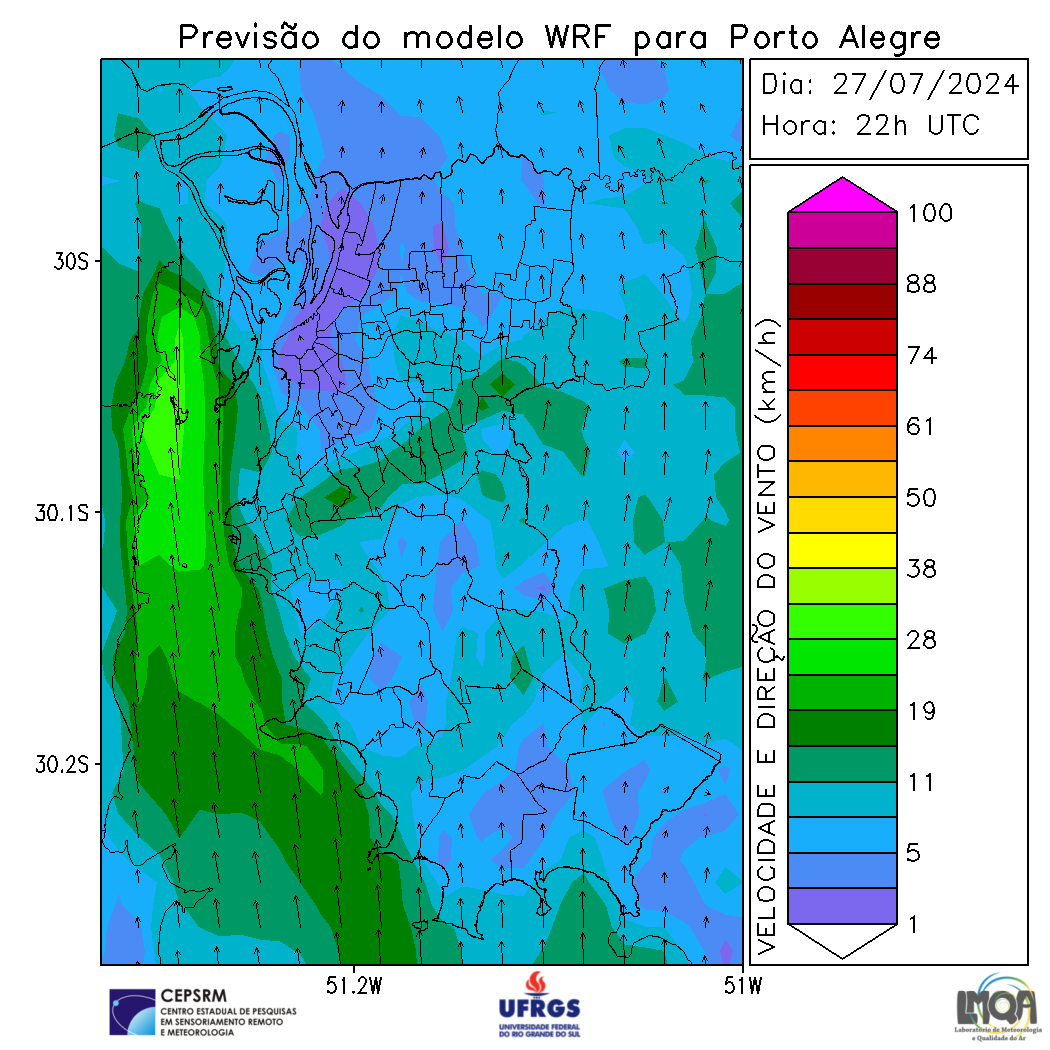 Previsão do modelo WRF para Porto Alegre
Dia: 27/07/2024
Hora: 22h UTC
30S
30.1S
30.2S
51.2W
51W
VELOCIDADE E DIREÇÃO DO VENTO (km/h)
100
88
74
61
50
38
28
19
11
5
1
CEPSRM
CENTRO ESTADUAL DE PESQUISAS
EM SENSORIAMENTO REMOTO
E METEOROLOGIA
UFRGS
UNIVERSIDADE FEDERAL
DO RIO GRANDE DO SUL
LMQA
Laboratório de Meteorologia
e Qualidade do Ar